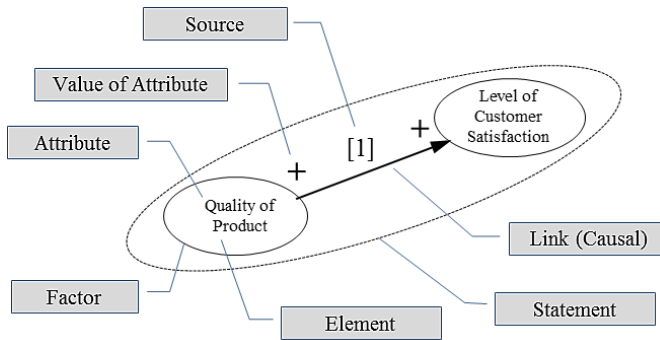 Source
Value of Attribute
Level of
Customer
Satisfaction
+
Attribute
[1]
+
Quality of
Product
Link (Causal)
Factor
Statement
Element